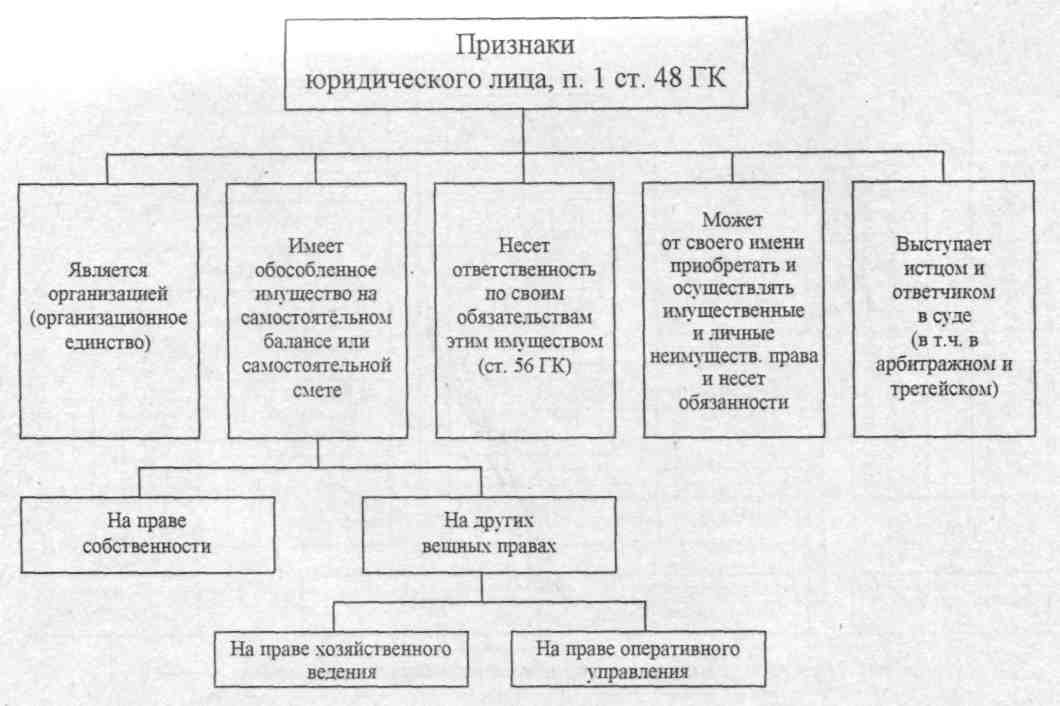 Признаки
юридического лица, п. 1 ст. 48 ГК
Является
организацией
(организационное
единство)
Имеет
обособленное
имущество на
самостоятельном
балансе или
самостоятельной
смете
Несет
ответственность
по своим
обязательствам
этим имуществом
(ст. 56 ГК)
Может
от своего имени
приобретать и
осуществлять
имущественные
и личные
неимуществ. права
и несет
обязанности
Выступает
истцом и
ответчиком
в суде
(в т.ч. в
арбитражном и
третейском)
На праве
собственности
На других
вещных правах
На праве хозяйственного
ведения
На праве оперативного
управления